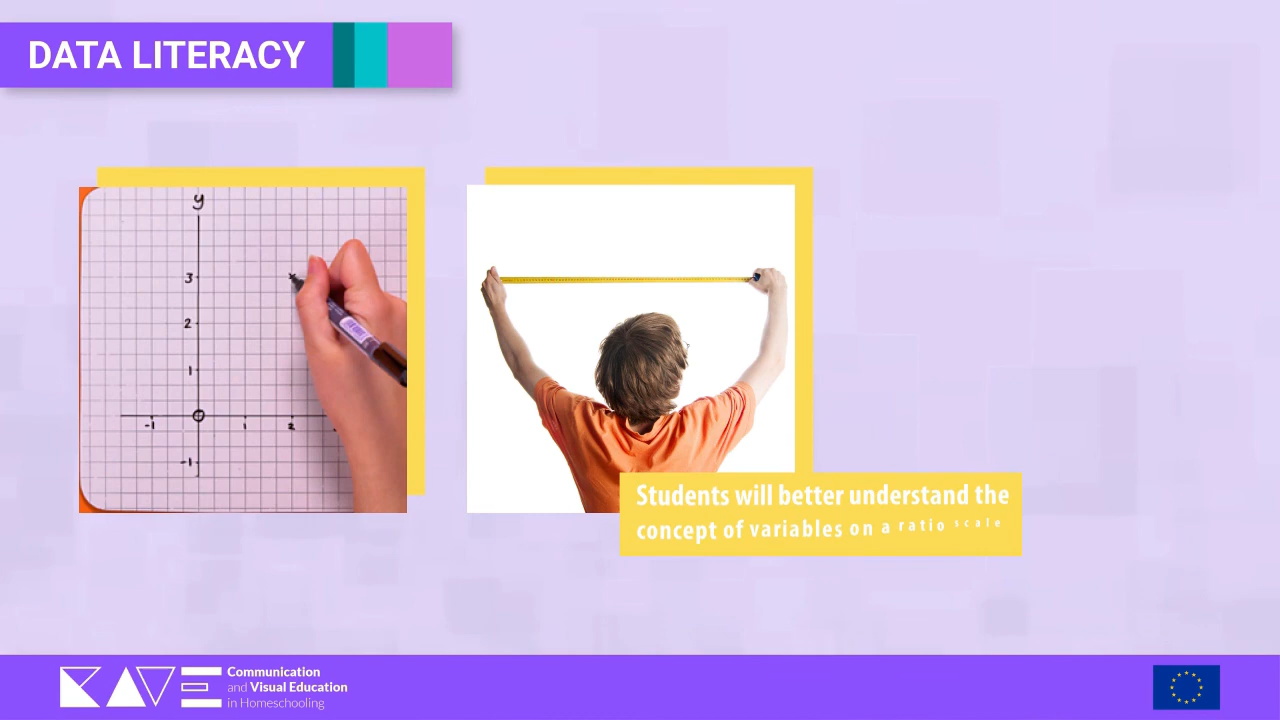 DATA LITERACY
y
3
2
1
0
-1 1 2
-1
Students will better understand the
concept of variables on a ratio scale
KAVE
Communication
and Visual Education
in Homeschooling